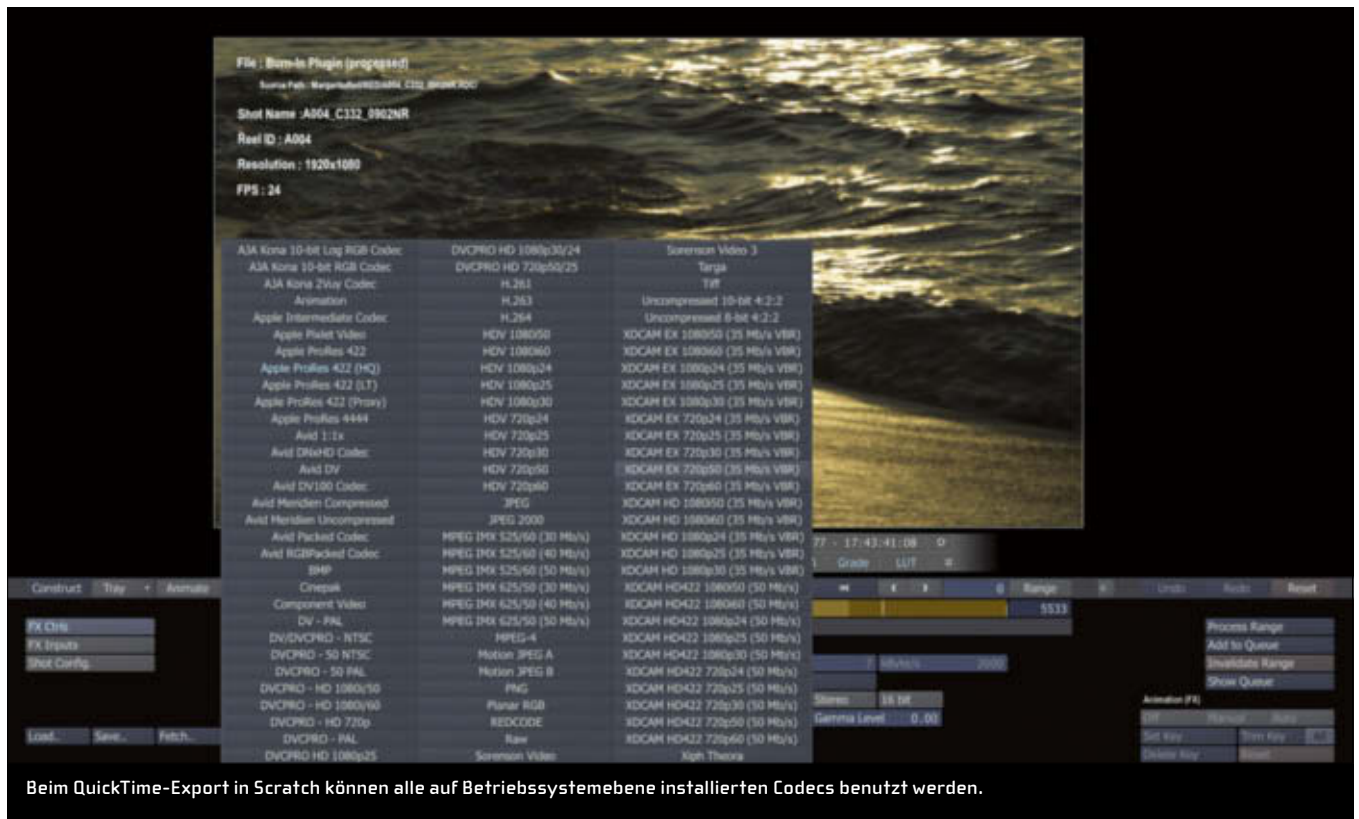 File : Burn-In Plugin (processed)
Source Path :
Shot Name :A004_C332_0902NR
Reel ID : A004
Resolution : 1920x1080
FPS : 24
AJA Kona 10-bit Log RGB Codec
AJA Kona 10-bit RGB Codec
AJA Kona 2Vuy Codec
Animation
Apple Intermediate Codec
Apple Pixlet Video
Apple ProRes 422
Apple ProRes 422 (HQ)
Apple ProRes 422 (LT)
Apple ProRes 422 (Proxy)
Apple ProRes 4444
Avid 1:1x
Avid DNxHD Codec
Avid DV
Avid DV100 Codec
Avid Meridien Compressed
Avid Meridien Uncompressed
Avid Packed Codec
Avid RGBPacked Codec
BMP
Cinepak
Component Video
DV - PAL
DV/DVCPRO - NTSC
DVCPRO - 50 NTSC
DVCPRO - 50 PAL
DVCPRO - HD 1080i/50
DVCPRO - HD 1080i/60
DVCPRO - HD 720p
DVCPRO - PAL
DVCPRO HD 1080p25
DVCPRO HD 1080p30/24
DVCPRO HD 720p50/25
H.261
H.263
H.264
HDV 1080i50
HDV 1080i60
HDV 1080p24
HDV 1080p25
HDV 1080p30
HDV 720p24
HDV 720p25
HDV 720p30
HDV 720p50
HDV 720p60
JPEG
JPEG 2000
MPEG IMX 525/60 (30 Mb/s)
MPEG IMX 525/60 (40 Mb/s)
MPEG IMX 525/60 (50 Mb/s)
MPEG IMX 625/50 (30 Mb/s)
MPEG IMX 625/50 (40 Mb/s)
MPEG IMX 625/50 (50 Mb/s)
MPEG-4
Motion JPEG A
Motion JPEG B
PNG
Planar RGB
REDCODE
Raw
Sorenson Video
Sorenson Video 3
Targa
Tiff
Uncompressed 10-bit 4:2:2
Uncompressed 8-bit 4:2:2
XDCAM EX 1080i50 (35 Mb/s VBR)
XDCAM EX 1080i60 (35 Mb/s VBR)
XDCAM EX 1080p24 (35 Mb/s VBR)
XDCAM EX 1080p25 (35 Mb/s VBR)
XDCAM EX 1080p30 (35 Mb/s VBR)
XDCAM EX 720p24 (35 Mb/s VBR)
XDCAM EX 720p25 (35 Mb/s VBR)
XDCAM EX 720p30 (35 Mb/s VBR)
XDCAM EX 720p50 (35 Mb/s VBR)
XDCAM EX 720p60 (35 Mb/s VBR)
XDCAM HD 1080i50 (35 Mb/s VBR)
XDCAM HD 1080i60 (35 Mb/s VBR)
XDCAM HD 1080p24 (35 Mb/s VBR)
XDCAM HD 1080p25 (35 Mb/s VBR)
XDCAM HD 1080p30 (35 Mb/s VBR)
XDCAM HD422 1080i50 (50 Mb/s)
XDCAM HD422 1080i60 (50 Mb/s)
XDCAM HD422 1080p24 (50 Mb/s)
XDCAM HD422 1080p25 (50 Mb/s)
XDCAM HD422 1080p30 (50 Mb/s)
XDCAM HD422 720p24 (50 Mb/s)
XDCAM HD422 720p25 (50 Mb/s)
XDCAM HD422 720p30 (50 Mb/s)
XDCAM HD422 720p50 (50 Mb/s)
XDCAM HD422 720p60 (50 Mb/s)
Xiph Theora
77 - 17:43:41:08
Grade LUT
Construct Tray + Animate
0 Range Undo Redo Reset
5533
FX Ctrls
FX Inputs
Shot Config.
Load.. Save.. Fetch..
7 kBytes/s 2000
Stereo 16 bit
Gamma Level 0.00
Process Range
Add to Queue
Invalidate Range
Show Queue
Animation (FX)
Off Manual Auto
Set Key Trim Key All
Delete Key Reset
Beim QuickTime-Export in Scratch können alle auf Betriebssystemebene installierten Codecs benutzt werden.